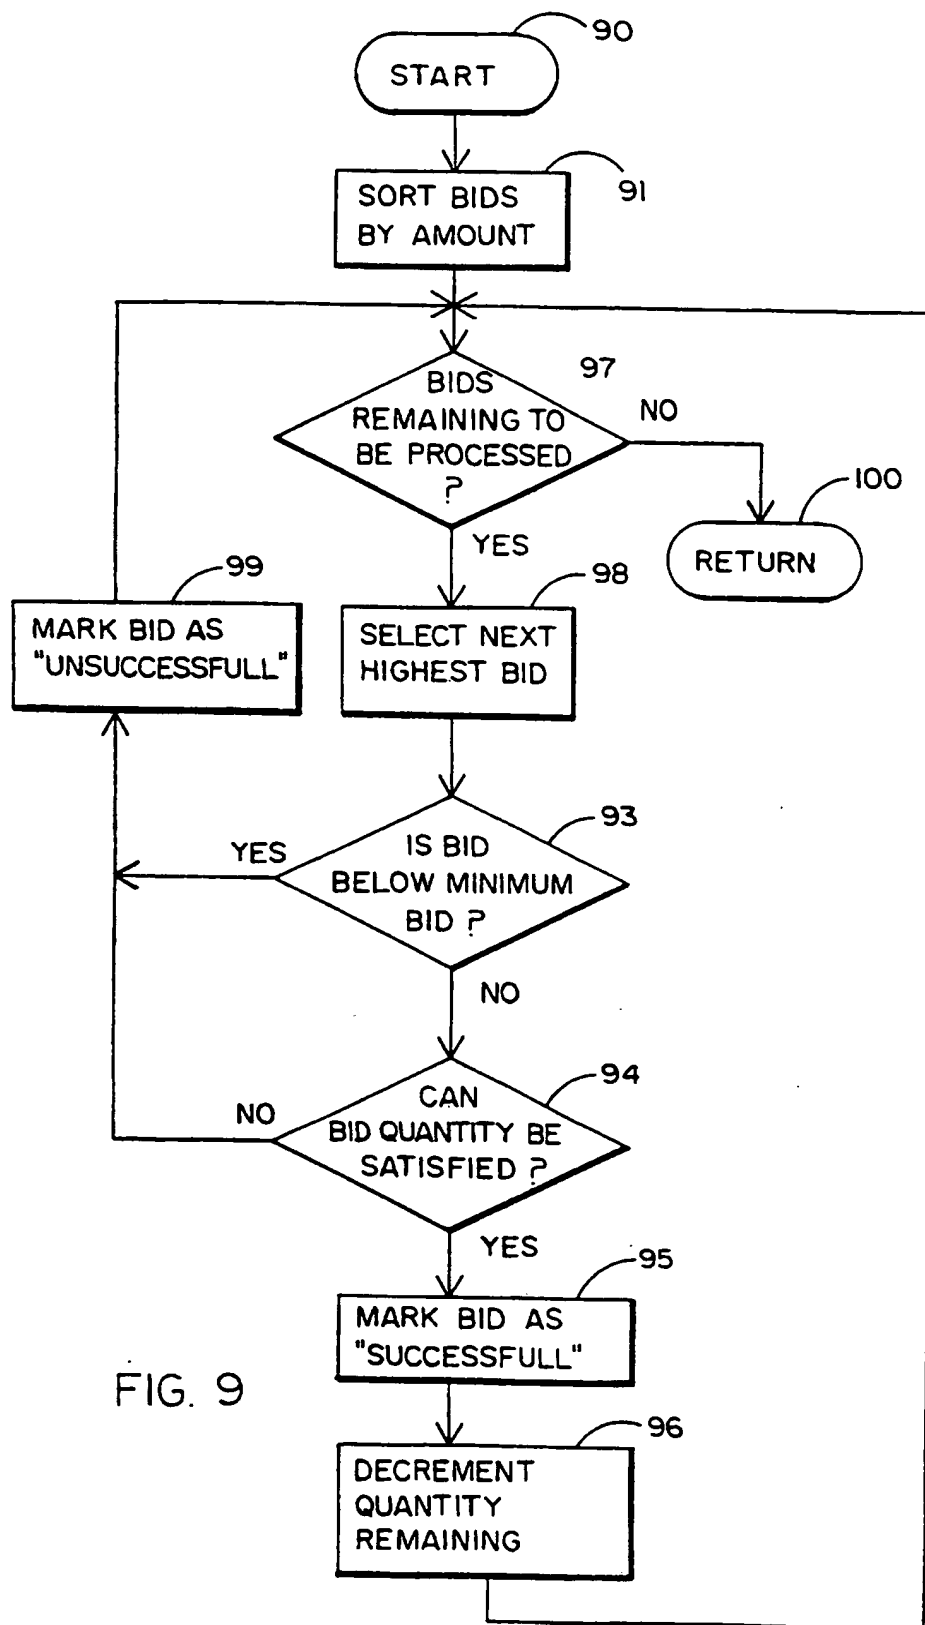 90
START
91
SORT BIDS
BY AMOUNT
97
BIDS
REMAINING TO
BE PROCESSED
?
NO
100
RETURN
YES
99
MARK BID AS
"UNSUCCESSFULL"
98
SELECT NEXT
HIGHEST BID
93
YES
IS BID
BELOW MINIMUM
BID ?
NO
94
CAN
BID QUANTITY BE
SATISFIED ?
NO
YES
95
MARK BID AS
"SUCCESSFULL"
FIG. 9
96
DECREMENT
QUANTITY
REMAINING